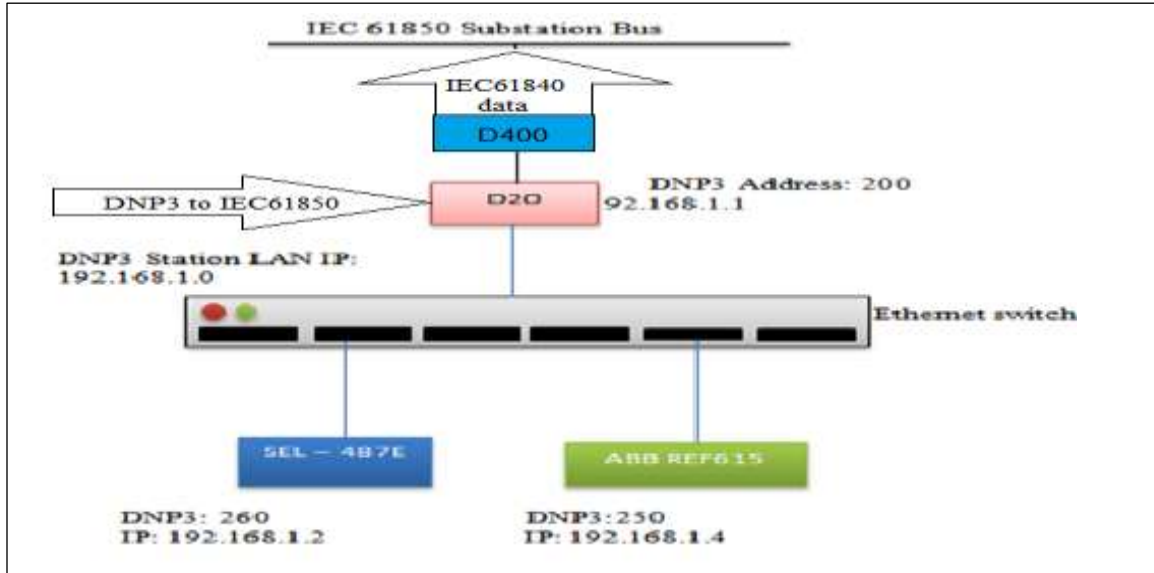 IEC 61850 Substation Bus
IEC61840
data
D400
DNP3 Address: 200
D20
92.168.1.1
DNP3 to IEC61850
DNP3 Station LAN IP:
192.168.1.0
Ethernet switch
SEL – 487E
ABB REF615
DNP3: 260
IP: 192.168.1.2
DNP3:250
IP: 192.168.1.4